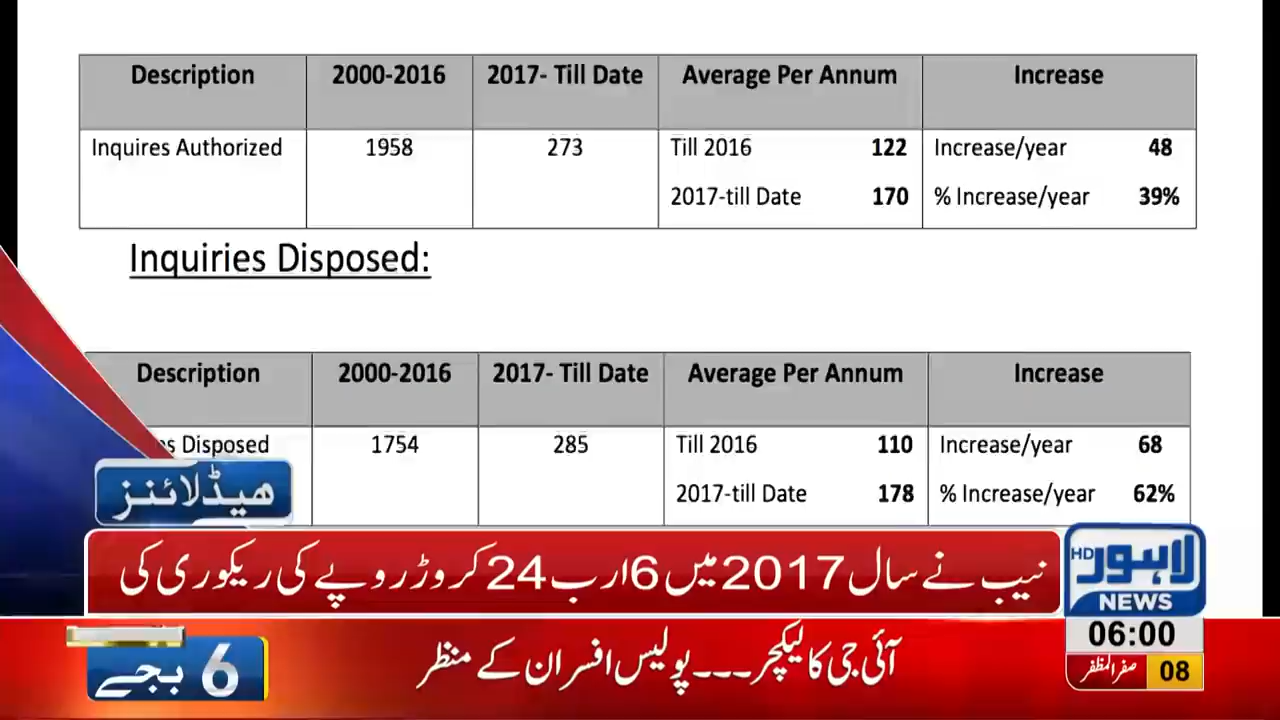 Description 2000-2016 2017- Till Date Average Per Annum Increase
Inquires Authorized 1958 273 Till 2016 122 Increase/year 48
2017-till Date 170 % Increase/year 39%
Inquiries Disposed:
Description 2000-2016 2017- Till Date Average Per Annum Increase
Disposed 1754 285 Till 2016 110 Increase/year 68
2017-till Date 178 % Increase/year 62%
ھیڈلائنز
نیب نے سال 2017 میں 6 ارب 24 کروڑ روپے کی ریکوری کی
HD لاہور
NEWS
06:00
آئی جی کا لیکچر ۔۔۔ پولیس افسران کے منظر
6 بجے
08 صفر المظفر